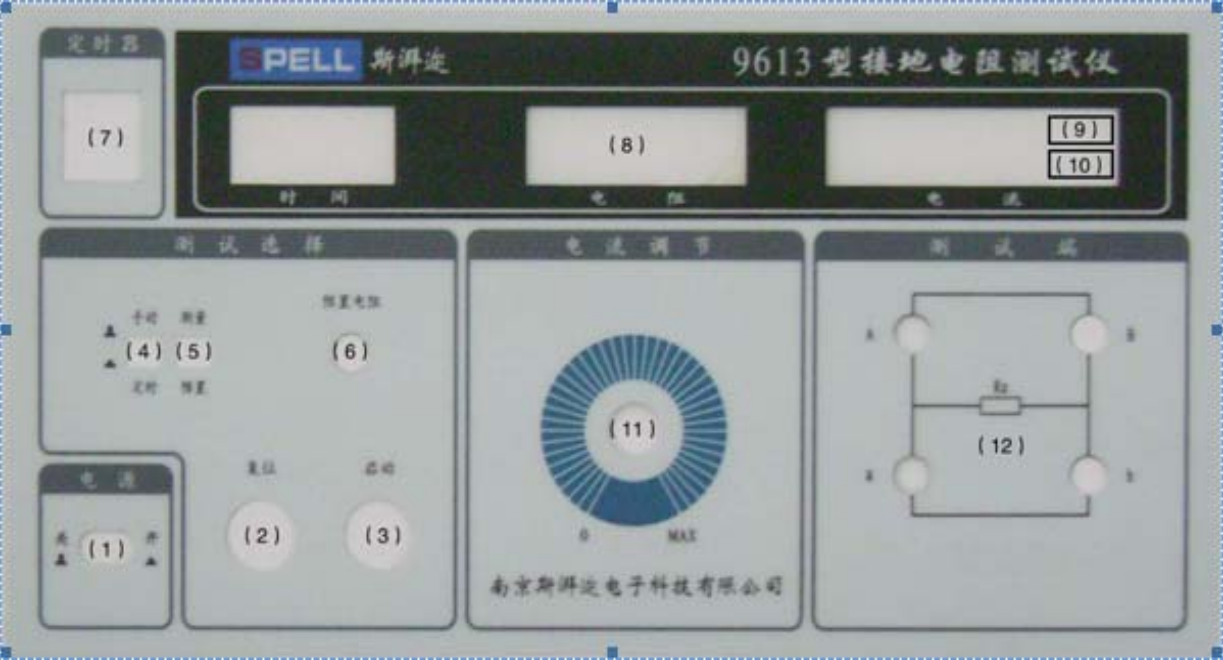 定时器
SPELL 斯湃迩 9613型接地电阻测试仪
(7)
(8)
(9)
(10)
时间 电阻 电流
测试选择 电流调节 测试端
预置电阻
手动 测量
(4) (5) (6)
定时 预置
A B
Rx
(11)
(12)
a b
电源
复位 启动
关 开
(1) (2) (3)
0 MAX
南京斯湃迩电子科技有限公司